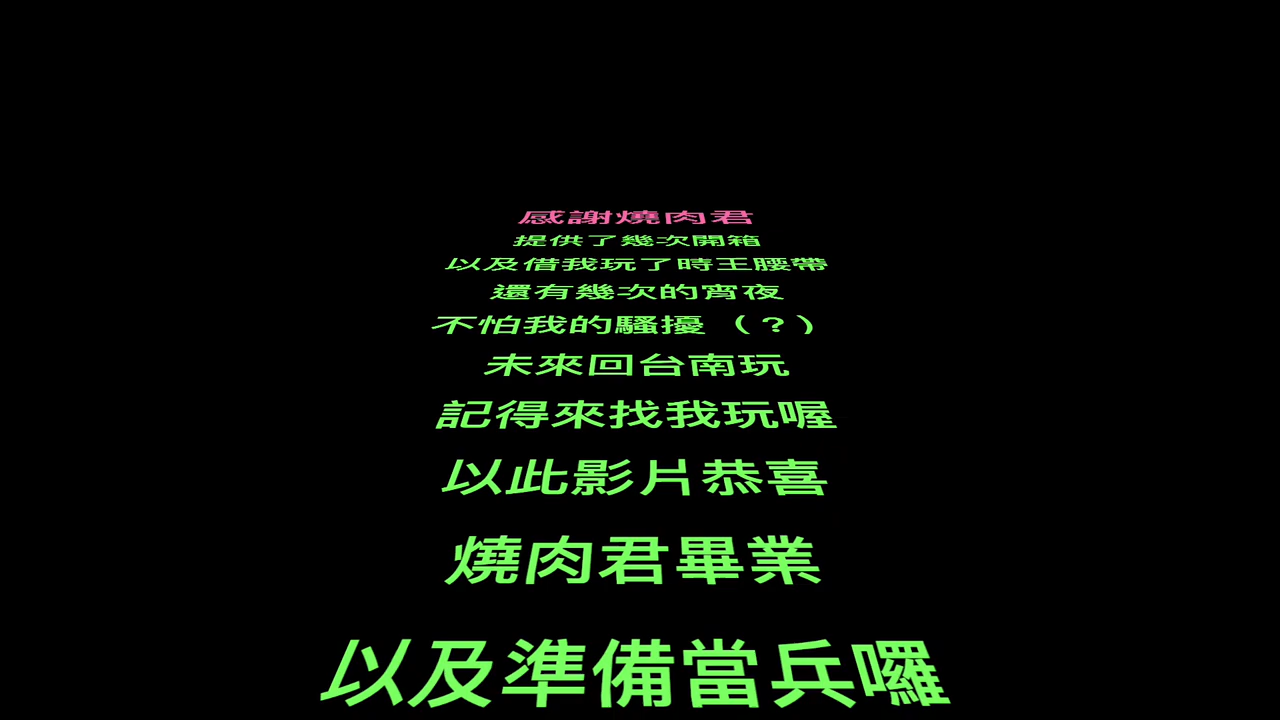 感謝燒肉君
提供了幾次開箱
以及借我玩了時王腰帶
還有幾次的宵夜
不怕我的騷擾（？）
未來回台南玩
記得來找我玩喔
以此影片恭喜
燒肉君畢業
以及準備當兵囉